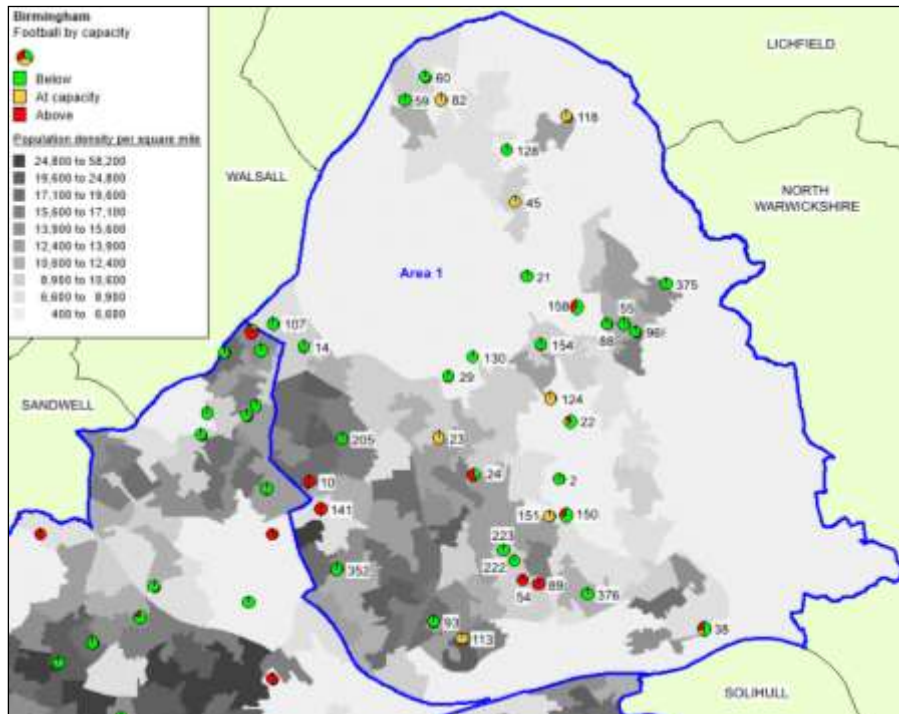 Birmingham
Football by capacity
Below
At capacity
Above
Population density per square mile
24,800 to 58,200
19,600 to 24,800
17,100 to 19,600
15,600 to 17,100
13,900 to 15,600
12,400 to 13,900
10,600 to 12,400
8,900 to 10,600
6,600 to 8,900
400 to 6,600
LICHFIELD
WALSALL
NORTH
WARWICKSHIRE
SANDWELL
SOLIHULL
Area 1
60
59
82
118
128
45
21
375
158
55
88
96
107
14
154
130
29
124
22
205
23
24
10
2
141
151
150
223
222
352
54
89
376
93
113
38